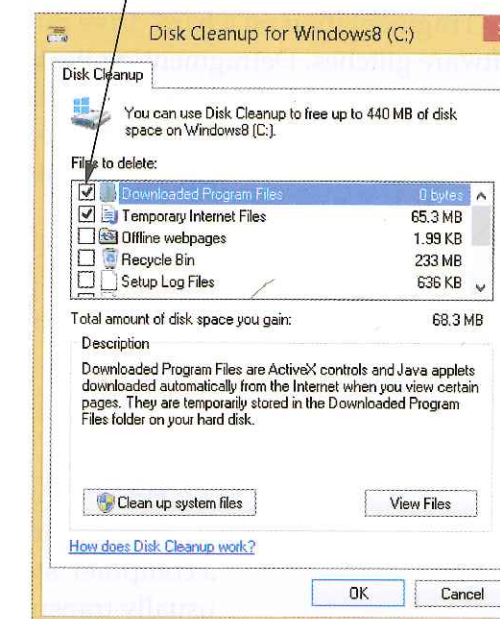 Disk Cleanup for Windows8 (C:)
Disk Cleanup
You can use Disk Cleanup to free up to 440 MB of disk
space on Windows8 (C:).
Files to delete:
Downloaded Program Files 0 bytes
Temporary Internet Files 65.3 MB
Offline webpages 1.99 KB
Recycle Bin 233 MB
Setup Log Files 636 KB
Total amount of disk space you gain: 68.3 MB
Description
Downloaded Program Files are ActiveX controls and Java applets
downloaded automatically from the Internet when you view certain
pages. They are temporarily stored in the Downloaded Program
Files folder on your hard disk.
Clean up system files
View Files
How does Disk Cleanup work?
OK
Cancel